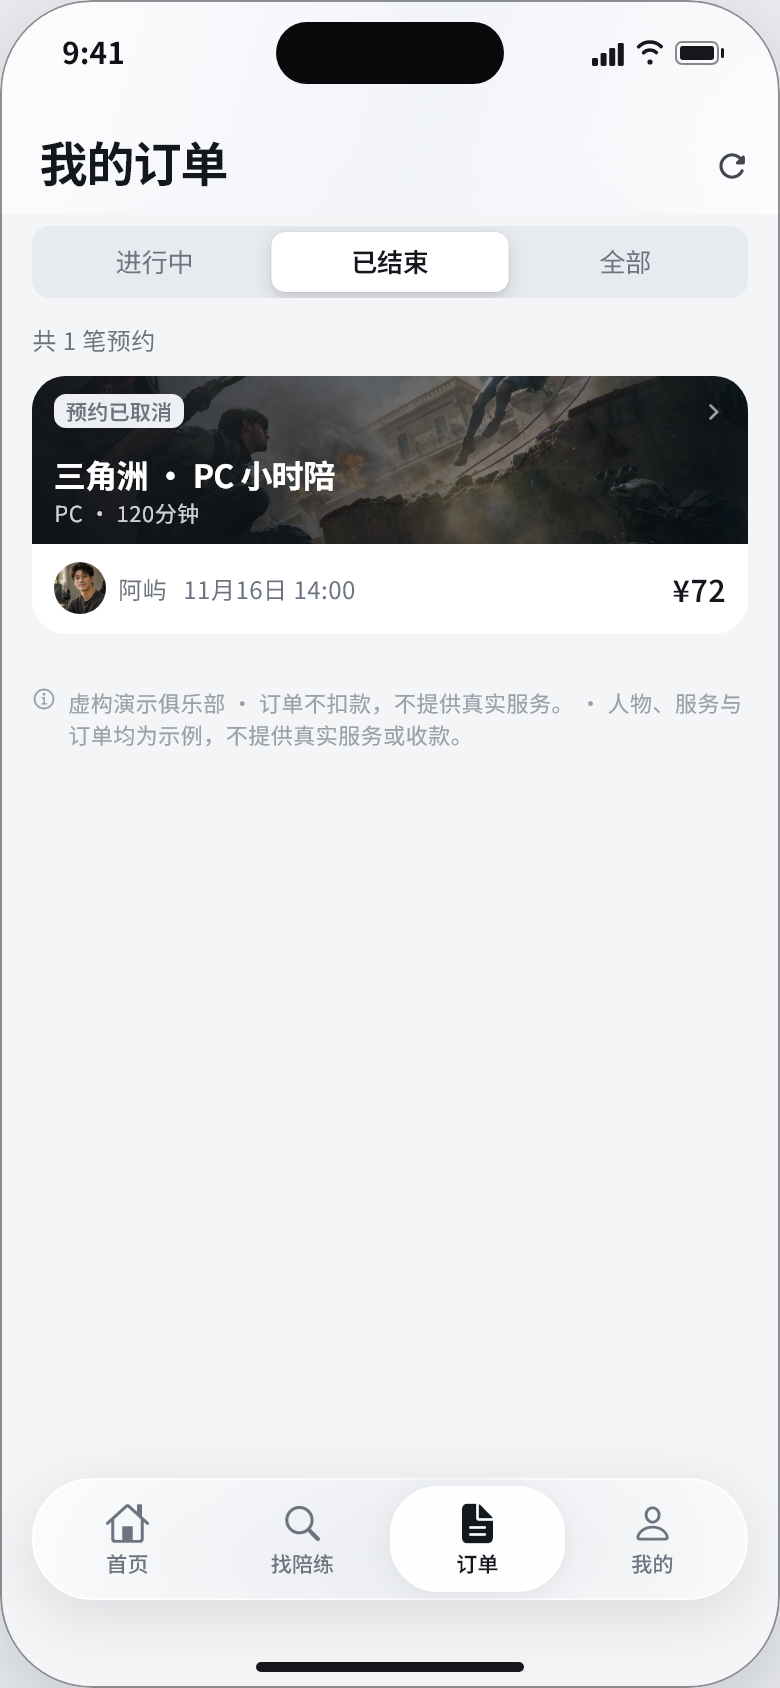 9:41
我的订单
进行中
已结束
全部
共 1 笔预约
预约已取消
三角洲 · PC 小时陪
PC · 120分钟
阿屿 11月16日 14:00
¥72
虚构演示俱乐部 · 订单不扣款，不提供真实服务。 · 人物、服务与
订单均为示例，不提供真实服务或收款。
首页
找陪练
订单
我的